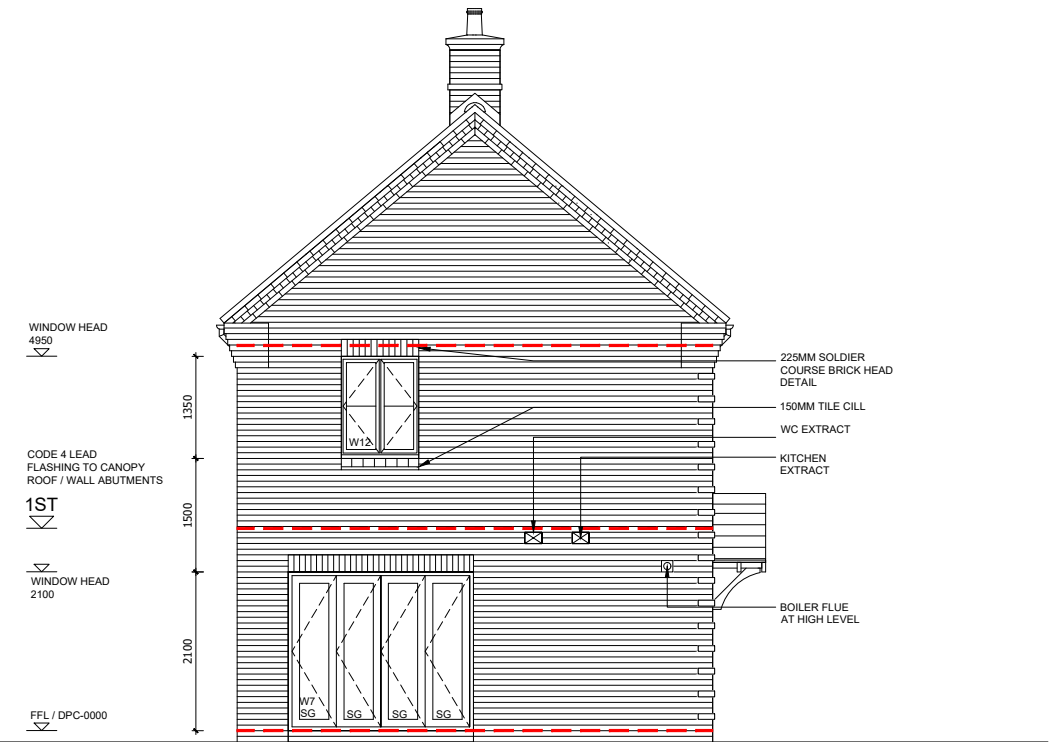 WINDOW HEAD
4950
1350
CODE 4 LEAD
FLASHING TO CANOPY
ROOF / WALL ABUTMENTS
1ST
1500
WINDOW HEAD
2100
2100
FFL / DPC-0000
W12
W7
SG
SG
SG
SG
225MM SOLDIER
COURSE BRICK HEAD
DETAIL
150MM TILE CILL
WC EXTRACT
KITCHEN
EXTRACT
BOILER FLUE
AT HIGH LEVEL